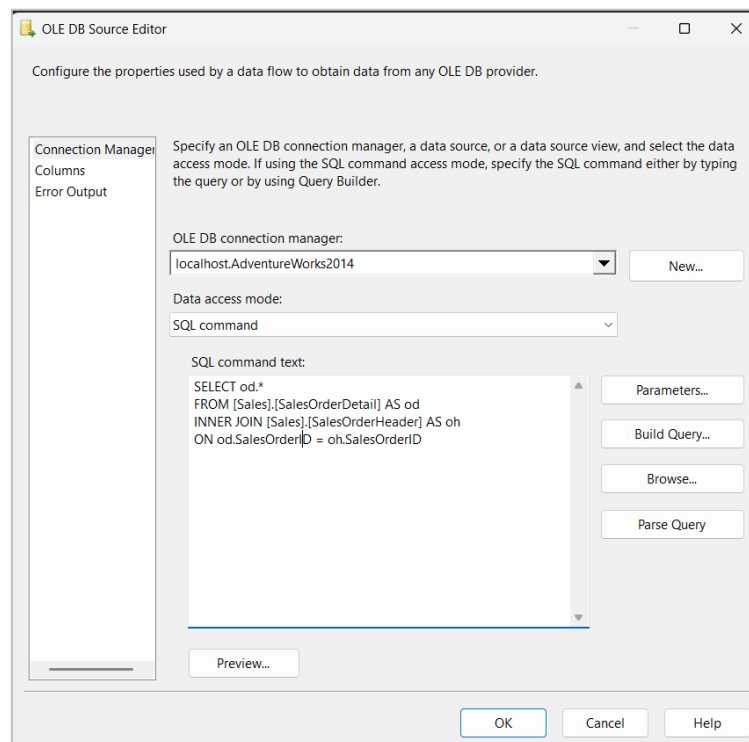 OLE DB Source Editor
Configure the properties used by a data flow to obtain data from any OLE DB provider.
Connection Manager
Columns
Error Output
Specify an OLE DB connection manager, a data source, or a data source view, and select the data
access mode. If using the SQL command access mode, specify the SQL command either by typing
the query or by using Query Builder.
OLE DB connection manager:
localhost.AdventureWorks2014
New...
Data access mode:
SQL command
SQL command text:
SELECT od.*
FROM [Sales].[SalesOrderDetail] AS od
INNER JOIN [Sales].[SalesOrderHeader] AS oh
ON od.SalesOrderID = oh.SalesOrderID
Parameters...
Build Query...
Browse...
Parse Query
Preview...
OK
Cancel
Help